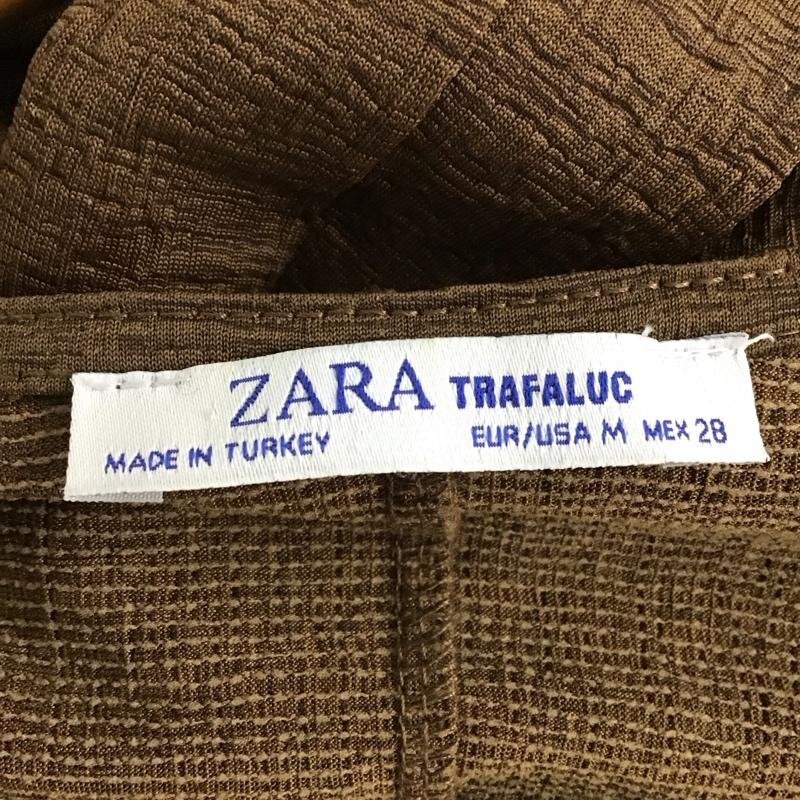 ZARA TRAFALUC
MADE IN TURKEY EUR/USA M MEX 28